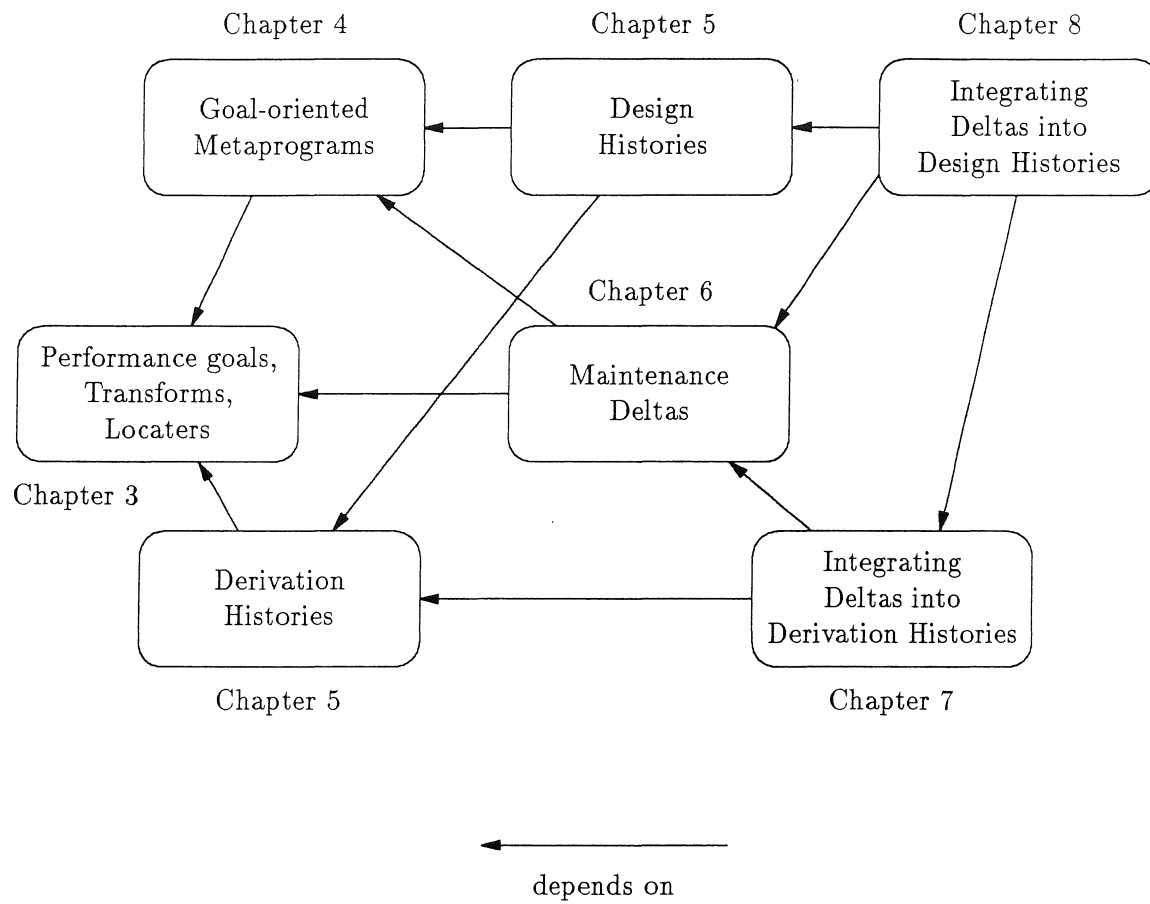 Chapter 4
Chapter 5
Chapter 8
Goal-oriented
Metaprograms
Design
Histories
Integrating
Deltas into
Design Histories
Chapter 6
Performance goals,
Transforms,
Locaters
Maintenance
Deltas
Chapter 3
Derivation
Histories
Integrating
Deltas into
Derivation Histories
Chapter 5
Chapter 7
depends on